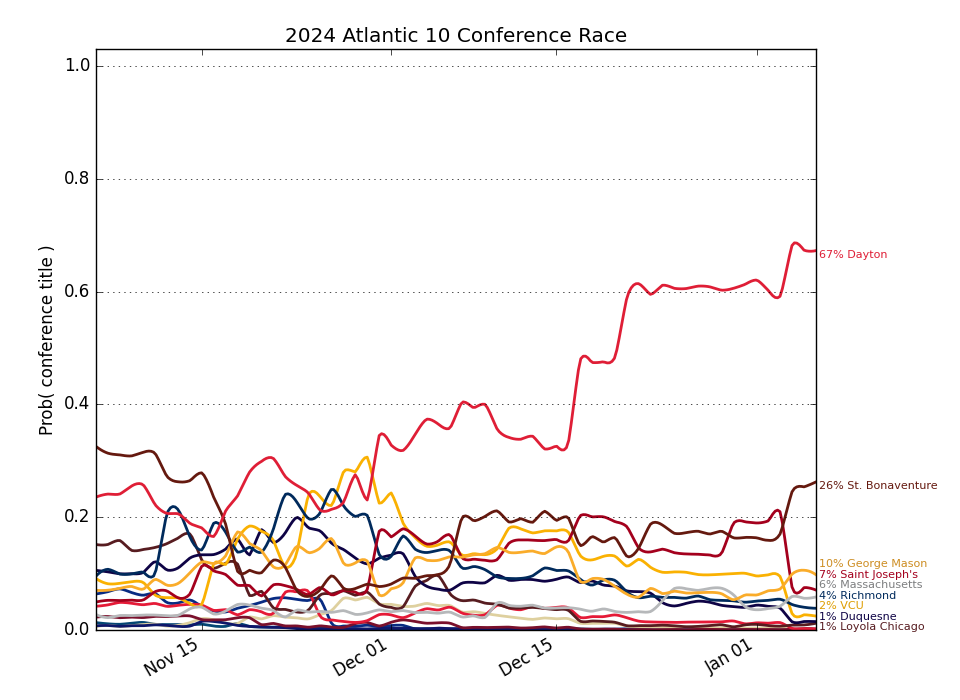 2024 Atlantic 10 Conference Race
Prob( conference title )
1.0
0.8
0.6
0.4
0.2
0.0
Nov 15
Dec 01
Dec 15
Jan 01
67% Dayton
26% St. Bonaventure
10% George Mason
7% Saint Joseph's
6% Massachusetts
4% Richmond
2% VCU
1% Duquesne
1% Loyola Chicago